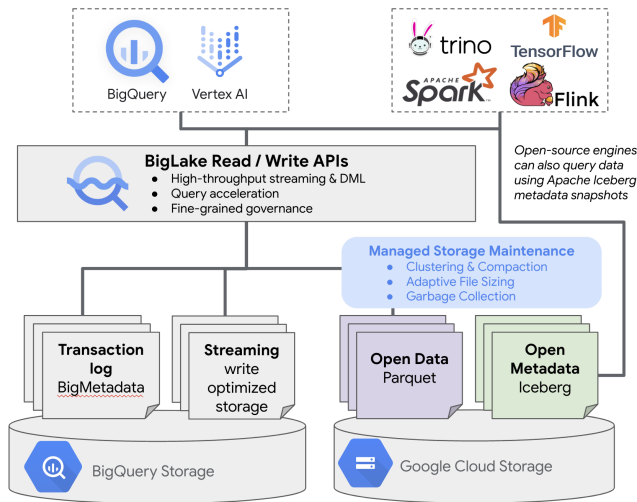 BigQuery
Vertex AI
trino
TensorFlow
APACHE
Spark
Flink
BigLake Read / Write APIs
● High-throughput streaming & DML
● Query acceleration
● Fine-grained governance
Open-source engines
can also query data
using Apache Iceberg
metadata snapshots
Managed Storage Maintenance
● Clustering & Compaction
● Adaptive File Sizing
● Garbage Collection
Transaction
log
BigMetadata
Streaming
write
optimized
storage
Open Data
Parquet
Open
Metadata
Iceberg
BigQuery Storage
Google Cloud Storage